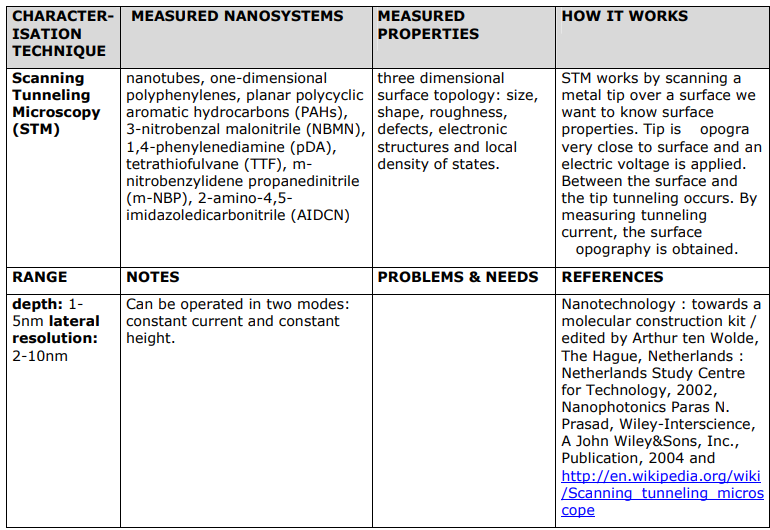 CHARACTER-
ISATION
TECHNIQUE
MEASURED NANOSYSTEMS
MEASURED
PROPERTIES
HOW IT WORKS
Scanning
Tunneling
Microscopy
(STM)
nanotubes, one-dimensional
polyphenylenes, planar polycyclic
aromatic hydrocarbons (PAHs),
3-nitrobenzal malonitrile (NBMN),
1,4-phenylenediamine (pDA),
tetrathiofulvane (TTF), m-
nitrobenzylidene propanedinitrile
(m-NBP), 2-amino-4,5-
imidazoledicarbonitrile (AIDCN)
three dimensional
surface topology: size,
shape, roughness,
defects, electronic
structures and local
density of states.
STM works by scanning a
metal tip over a surface we
want to know surface
properties. Tip is opogra
very close to surface and an
electric voltage is applied.
Between the surface and
the tip tunneling occurs. By
measuring tunneling
current, the surface
opography is obtained.
RANGE
NOTES
PROBLEMS & NEEDS
REFERENCES
depth: 1-
5nm lateral
resolution:
2-10nm
Can be operated in two modes:
constant current and constant
height.
Nanotechnology : towards a
molecular construction kit /
edited by Arthur ten Wolde,
The Hague, Netherlands :
Netherlands Study Centre
for Technology, 2002,
Nanophotonics Paras N.
Prasad, Wiley-Interscience,
A John Wiley&Sons, Inc.,
Publication, 2004 and
http://en.wikipedia.org/wiki
/Scanning_tunneling_micros
cope